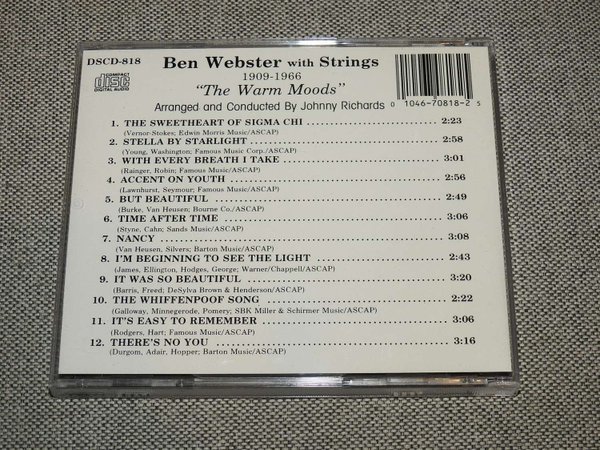 DSCD-818
COMPACT
disc
DIGITAL AUDIO
Ben Webster with Strings
1909-1966
"The Warm Moods"
Arranged and Conducted By Johnny Richards
0 1046-70818-2 5
1. THE SWEETHEART OF SIGMA CHI 2:23
(Vernor-Stokes; Edwin Morris Music/ASCAP)
2. STELLA BY STARLIGHT 2:58
(Young, Washington; Famous Music Corp./ASCAP)
3. WITH EVERY BREATH I TAKE 3:01
(Rainger, Robin; Famous Music/ASCAP)
4. ACCENT ON YOUTH 2:56
(Lawnhurst, Seymour; Famous Music/ASCAP)
5. BUT BEAUTIFUL 2:49
(Burke, Van Heusen; Bourne Co./ASCAP)
6. TIME AFTER TIME 3:06
(Styne, Cahn; Sands Music/ASCAP)
7. NANCY 3:08
(Van Heusen, Silvers; Barton Music/ASCAP)
8. I'M BEGINNING TO SEE THE LIGHT 2:43
(James, Ellington, Hodges, George; Warner/Chappell/ASCAP)
9. IT WAS SO BEAUTIFUL 3:20
(Barris, Freed; DeSylva Brown & Henderson/ASCAP)
10. THE WHIFFENPOOF SONG 2:22
(Galloway, Minnegerode, Pomery; SBK Miller & Schirmer Music/ASCAP)
11. IT'S EASY TO REMEMBER 3:06
(Rodgers, Hart; Famous Music/ASCAP)
12. THERE'S NO YOU 3:16
(Durgom, Adair, Hopper; Barton Music/ASCAP)